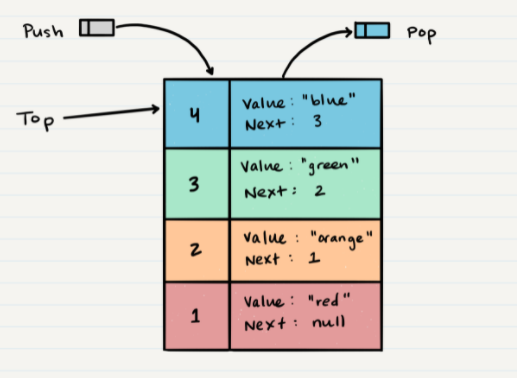 Push
Pop
Top
4
Value : "blue"
Next : 3
3
Value : "green"
Next : 2
2
Value : "orange"
Next : 1
1
Value : "red"
Next : null